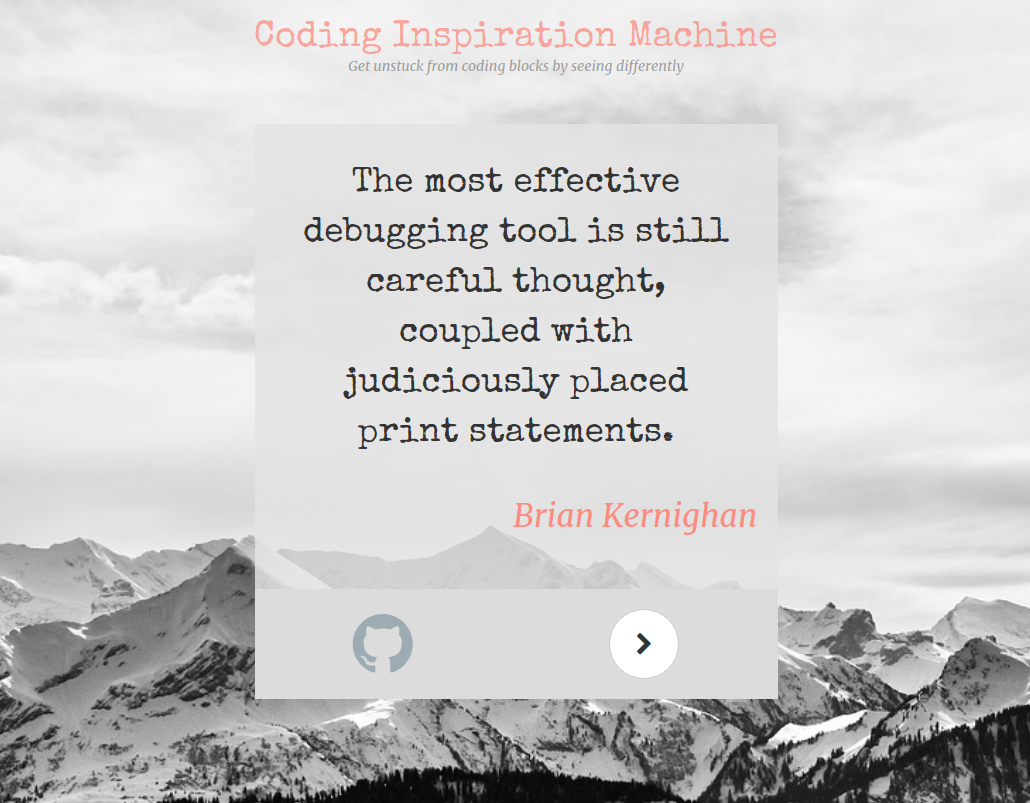 Coding Inspiration Machine
Get unstuck from coding blocks by seeing differently
The most effective
debugging tool is still
careful thought,
coupled with
judiciously placed
print statements.
Brian Kernighan